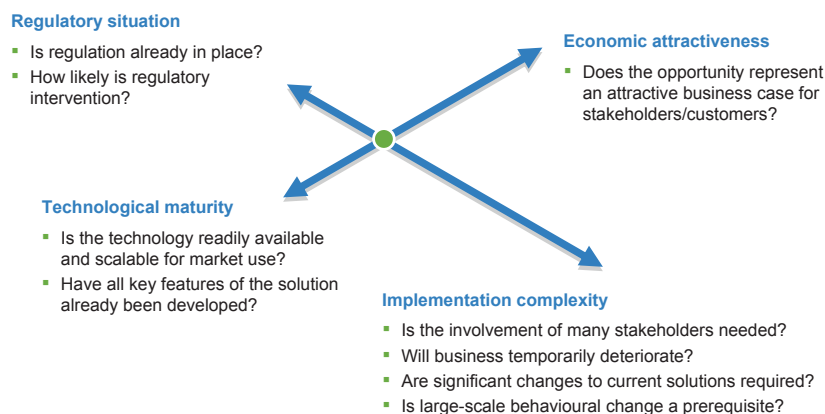 Regulatory situation
▪ Is regulation already in place?
▪ How likely is regulatory
intervention?
Economic attractiveness
▪ Does the opportunity represent
an attractive business case for
stakeholders/customers?
Technological maturity
▪ Is the technology readily available
and scalable for market use?
▪ Have all key features of the solution
already been developed?
Implementation complexity
▪ Is the involvement of many stakeholders needed?
▪ Will business temporarily deteriorate?
▪ Are significant changes to current solutions required?
▪ Is large-scale behavioural change a prerequisite?